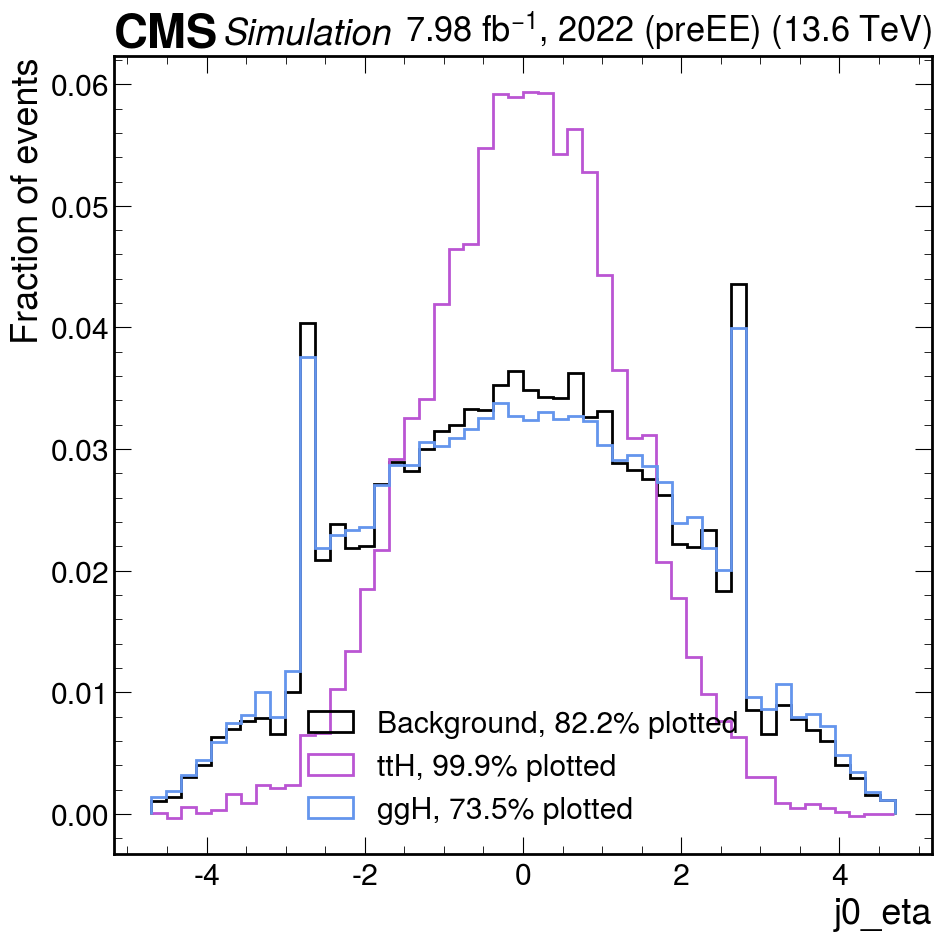 CMS Simulation 7.98 fb⁻¹, 2022 (preEE) (13.6 TeV)
Fraction of events
0.06
0.05
0.04
0.03
0.02
0.01
0.00
Background, 82.2% plotted
ttH, 99.9% plotted
ggH, 73.5% plotted
-4 -2 0 2 4
j0_eta